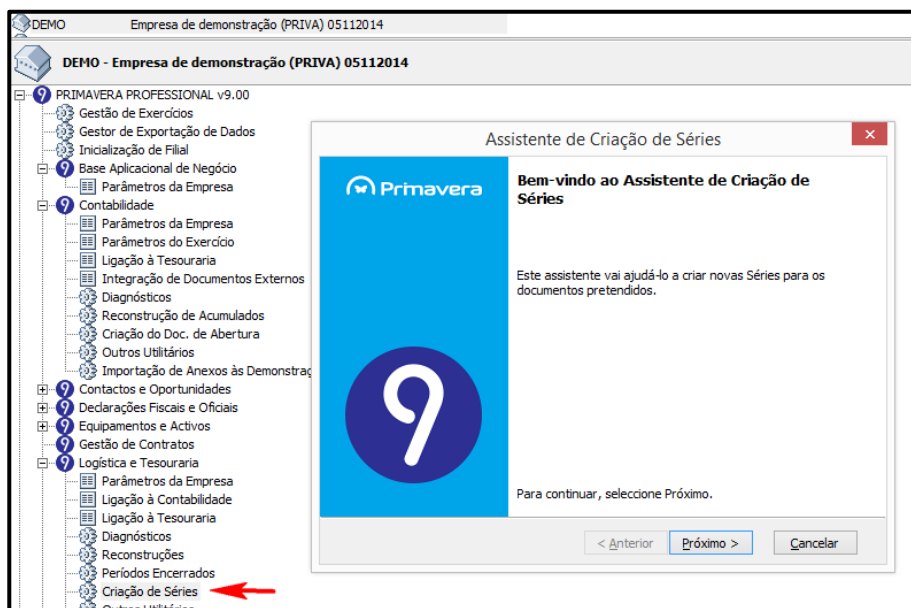 DEMO Empresa de demonstração (PRIVA) 05112014
DEMO - Empresa de demonstração (PRIVA) 05112014
PRIMAVERA PROFESSIONAL v9.00
Gestão de Exercícios
Gestor de Exportação de Dados
Inicialização de Filial
Base Aplicacional de Negócio
Parâmetros da Empresa
Contabilidade
Parâmetros da Empresa
Parâmetros do Exercício
Ligação à Tesouraria
Integração de Documentos Externos
Diagnósticos
Reconstrução de Acumulados
Criação do Doc. de Abertura
Outros Utilitários
Importação de Anexos às Demonstraç
Contactos e Oportunidades
Declarações Fiscais e Oficiais
Equipamentos e Activos
Gestão de Contratos
Logística e Tesouraria
Parâmetros da Empresa
Ligação à Contabilidade
Ligação à Tesouraria
Diagnósticos
Reconstruções
Períodos Encerrados
Criação de Séries
Outros Utilitários
Assistente de Criação de Séries
Primavera
9
Bem-vindo ao Assistente de Criação de
Séries
Este assistente vai ajudá-lo a criar novas Séries para os
documentos pretendidos.
Para continuar, seleccione Próximo.
< Anterior Próximo > Cancelar